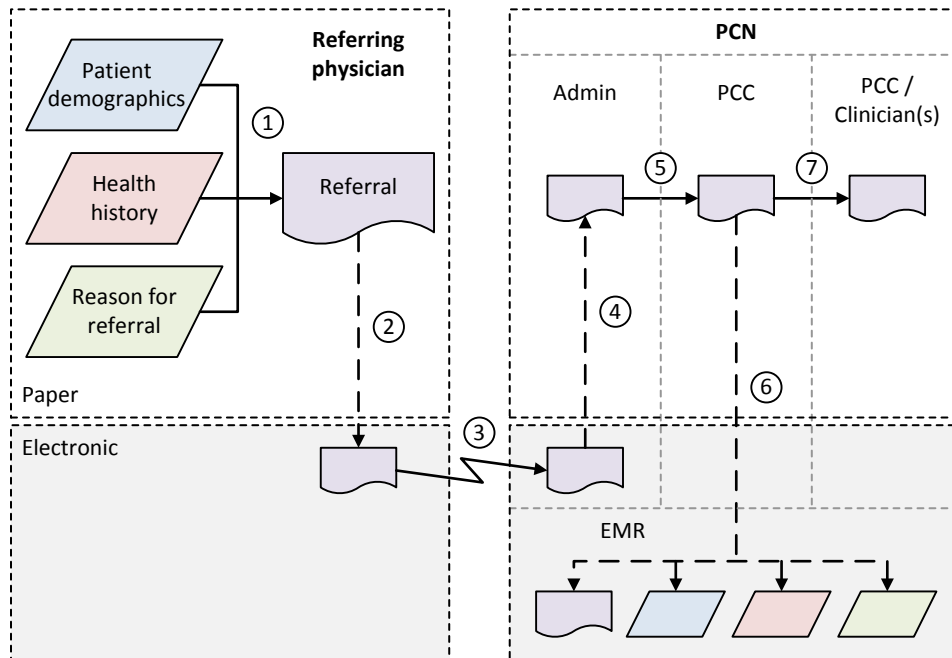 Referring
physician
Patient
demographics
1
Health
history
Referral
Reason for
referral
2
Paper
Electronic
3
PCN
Admin
PCC
PCC /
Clinician(s)
5
7
4
6
EMR